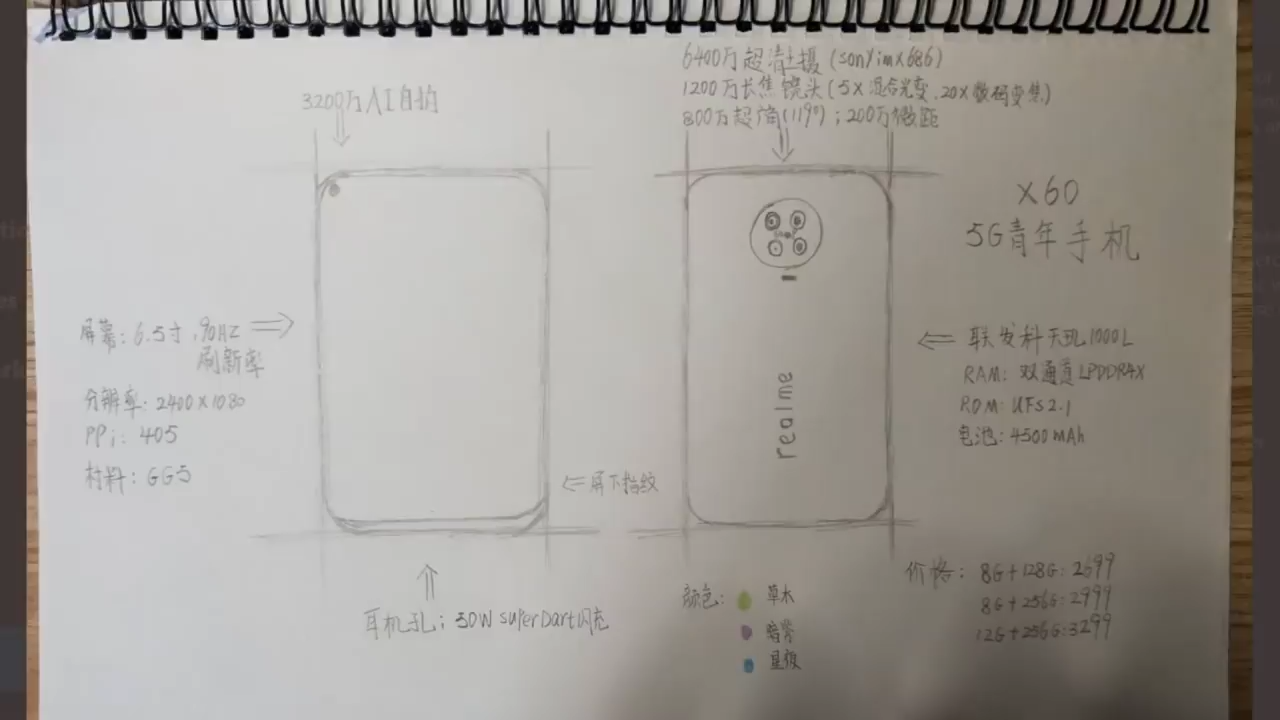 6400万超清主摄(sonyimx686)
1200万长焦镜头(5X混合光变,20X数码变焦)
800万超广(119°);200万微距
3200万AI自拍
X60
5G青年手机
屏幕:6.5寸,90HZ
刷新率
分辨率:2400X1080
PPi:405
材料:GG5
realme
联发科天玑1000L
RAM:双通道LPDDR4X
ROM:UFS2.1
电池:4500mAh
屏下指纹
耳机孔;30W superDart闪充
颜色:
草木
暗紫
星
价格:8G+128G:2699
8G+256G:2999
12G+256G:3299